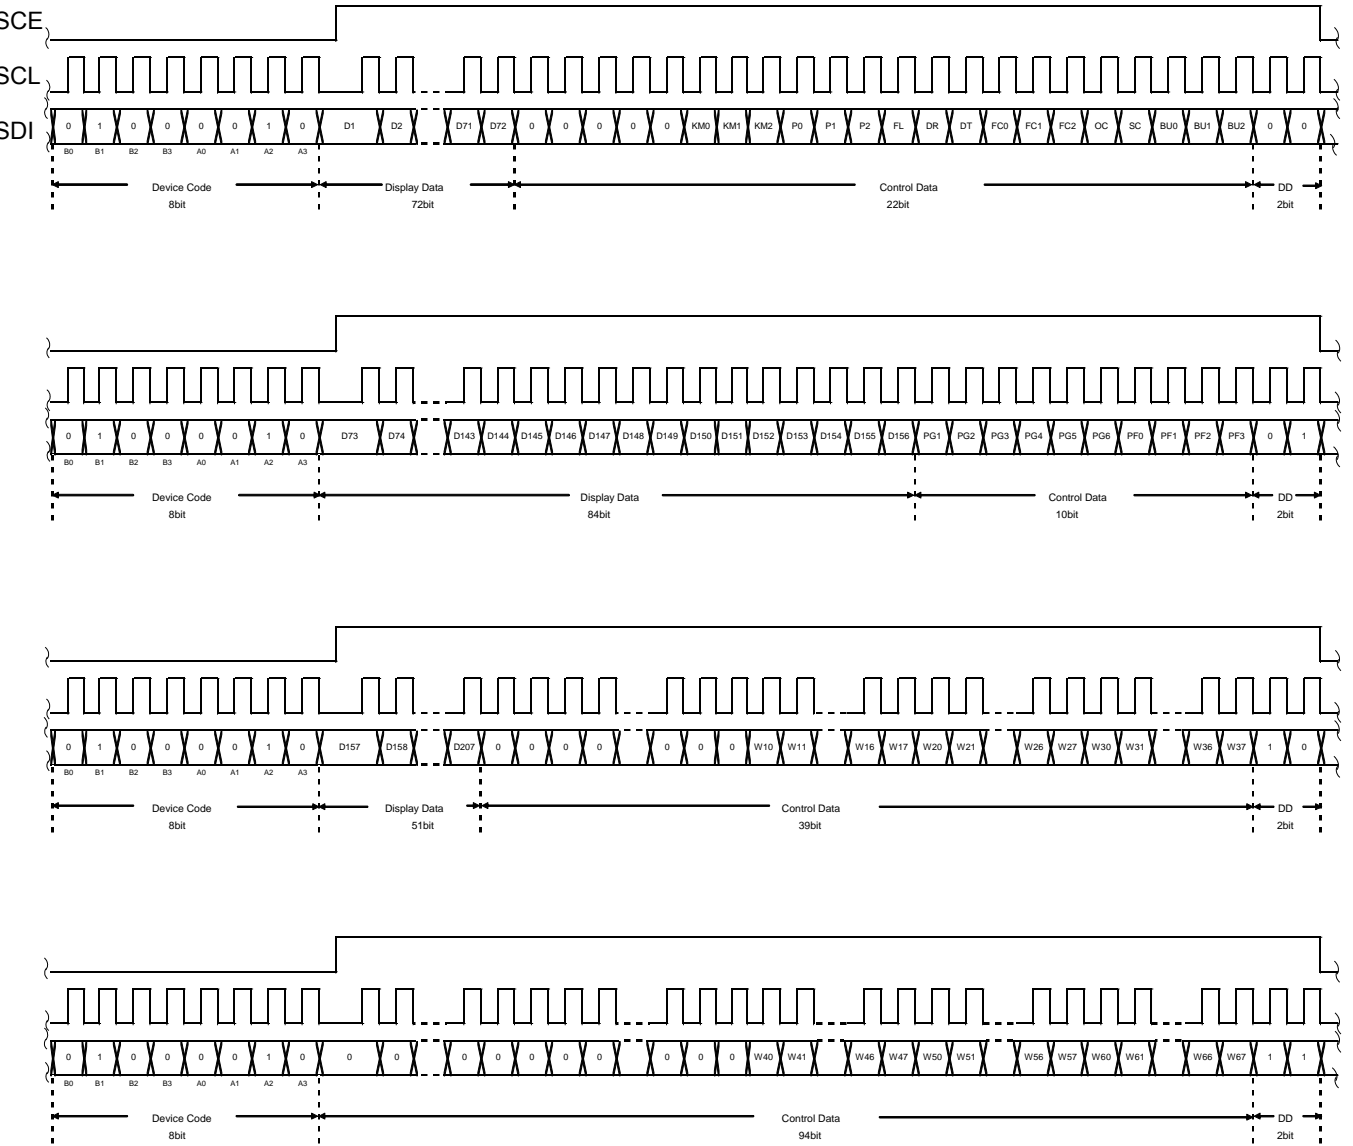 SCE
SCL
SDI
0 1 0 0 0 0 1 0 D1 D2 D71 D72 0 0 0 0 0 KM0 KM1 KM2 P0 P1 P2 FL DR DT FC0 FC1 FC2 OC SC BU0 BU1 BU2 0 0
B0 B1 B2 B3 A0 A1 A2 A3
Device Code Display Data Control Data DD
8bit 72bit 22bit 2bit
0 1 0 0 0 0 1 0 D73 D74 D143 D144 D145 D146 D147 D148 D149 D150 D151 D152 D153 D154 D155 D156 PG1 PG2 PG3 PG4 PG5 PG6 PF0 PF1 PF2 PF3 0 1
B0 B1 B2 B3 A0 A1 A2 A3
Device Code Display Data Control Data DD
8bit 84bit 10bit 2bit
0 1 0 0 0 0 1 0 D157 D158 D207 0 0 0 0 0 0 0 W10 W11 W16 W17 W20 W21 W26 W27 W30 W31 W36 W37 1 0
B0 B1 B2 B3 A0 A1 A2 A3
Device Code Display Data Control Data DD
8bit 51bit 39bit 2bit
0 1 0 0 0 0 1 0 0 0 0 0 0 0 0 0 0 0 W40 W41 W46 W47 W50 W51 W56 W57 W60 W61 W66 W67 1 1
B0 B1 B2 B3 A0 A1 A2 A3
Device Code Control Data DD
8bit 94bit 2bit